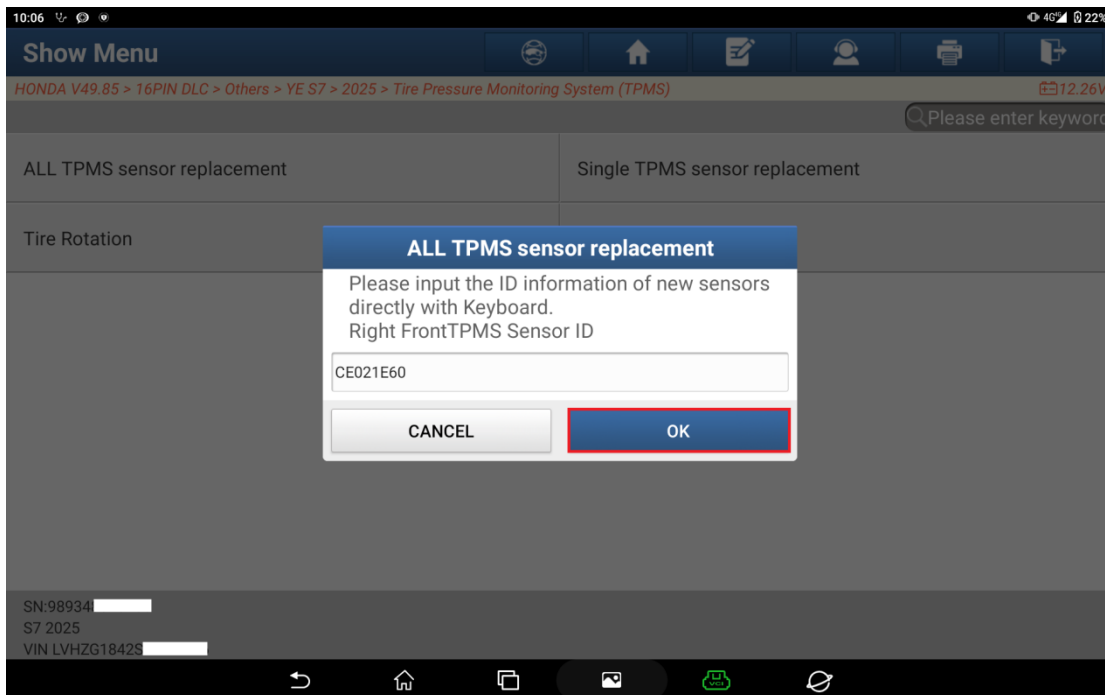 10:06 4G 4G 22%
Show Menu
HONDA V49.85 > 16PIN DLC > Others > YE S7 > 2025 > Tire Pressure Monitoring System (TPMS) 12.26V
Please enter keyword
ALL TPMS sensor replacement Single TPMS sensor replacement
Tire Rotation
ALL TPMS sensor replacement
Please input the ID information of new sensors
directly with Keyboard.
Right FrontTPMS Sensor ID
CE021E60
CANCEL OK
SN:98934
S7 2025
VIN LVHZG1842S
VCI